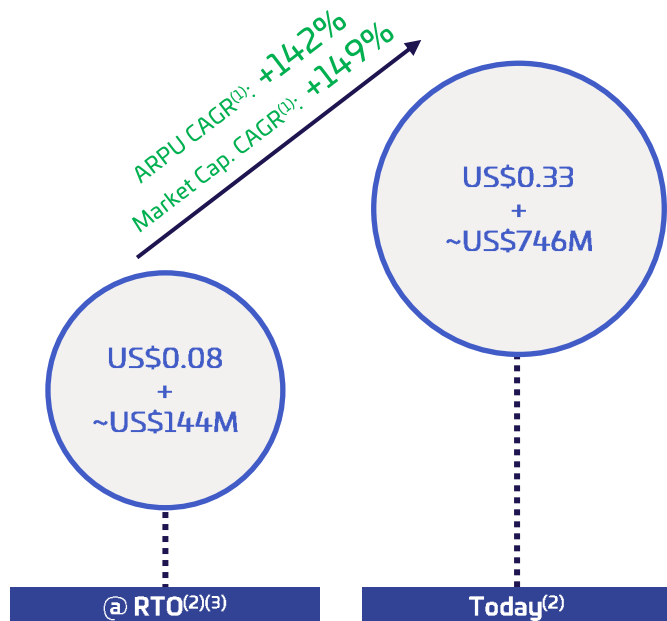 ARPU CAGR(1): +142%
Market Cap. CAGR(1): +149%
US$0.33
+
~US$746M
US$0.08
+
~US$144M
@ RTO(2)(3)
Today(2)